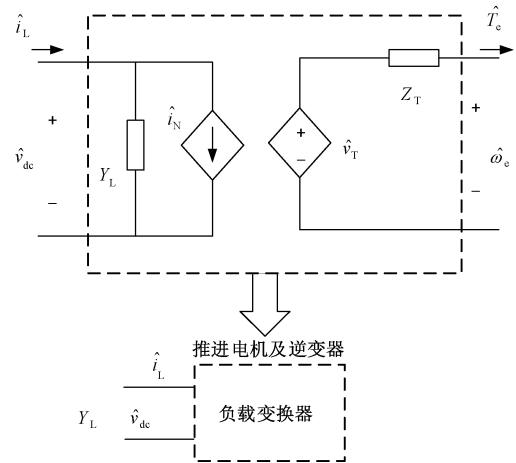 î_L
T̂_e
Z_T
+
î_N
+
+
v̂_dc
Y_L
−
v̂_T
ω̂_e
−
−
推进电机及逆变器
î_L
负载变换器
Y_L
v̂_dc